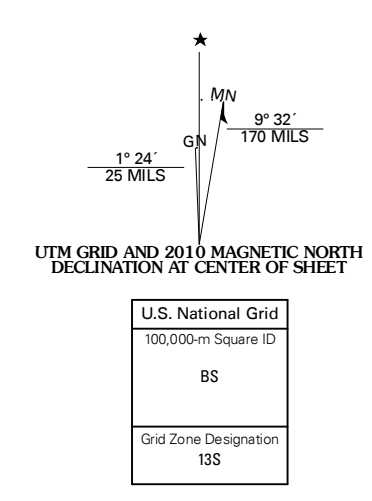 ★
MN
9° 32´
170 MILS
GN
1° 24´
25 MILS
UTM GRID AND 2010 MAGNETIC NORTH
DECLINATION AT CENTER OF SHEET
U.S. National Grid
100,000-m Square ID
BS
Grid Zone Designation
13S